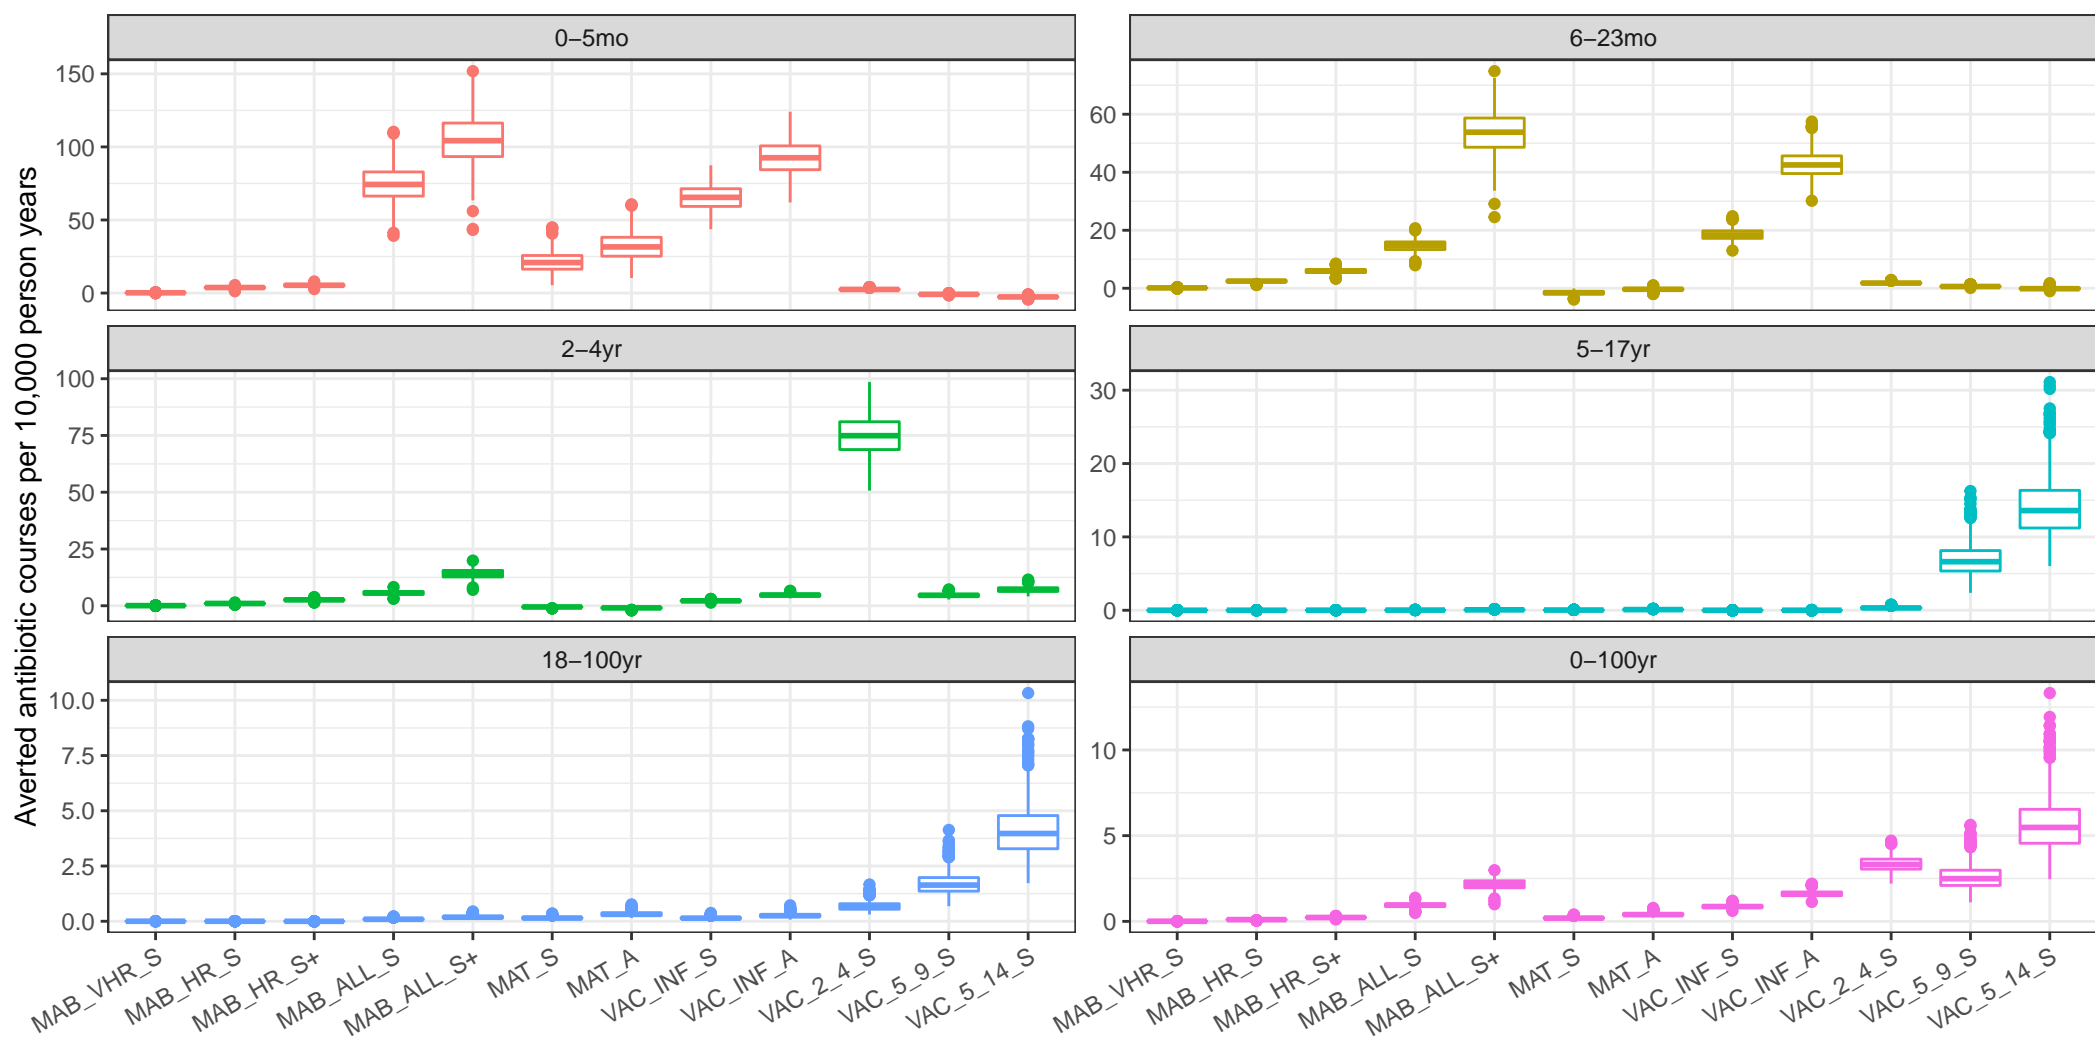 Averted antibiotic courses per 10,000 person years
0–5mo
6–23mo
150
100
50
0
60
40
20
0
2–4yr
5–17yr
100
75
50
25
0
30
20
10
0
18–100yr
0–100yr
10.0
7.5
5.0
2.5
0.0
10
5
0
MAB_VHR_S
MAB_HR_S
MAB_HR_S+
MAB_ALL_S
MAB_ALL_S+
MAT_S
MAT_A
VAC_INF_S
VAC_INF_A
VAC_2_4_S
VAC_5_9_S
VAC_5_14_S
MAB_VHR_S
MAB_HR_S
MAB_HR_S+
MAB_ALL_S
MAB_ALL_S+
MAT_S
MAT_A
VAC_INF_S
VAC_INF_A
VAC_2_4_S
VAC_5_9_S
VAC_5_14_S